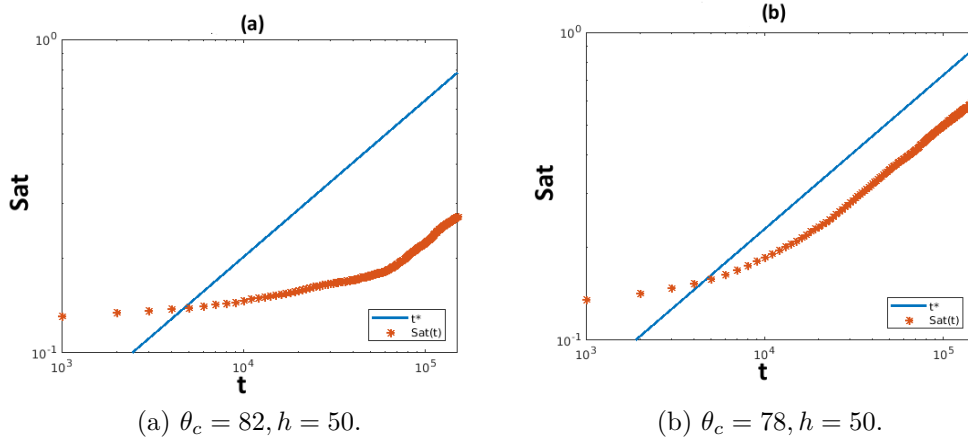 (a)
10^0
Sat
10^-1
10^3
10^4
10^5
t
t*
Sat(t)
(a) θ_c = 82, h = 50.
(b)
10^0
Sat
10^-1
10^3
10^4
10^5
t
t*
Sat(t)
(b) θ_c = 78, h = 50.